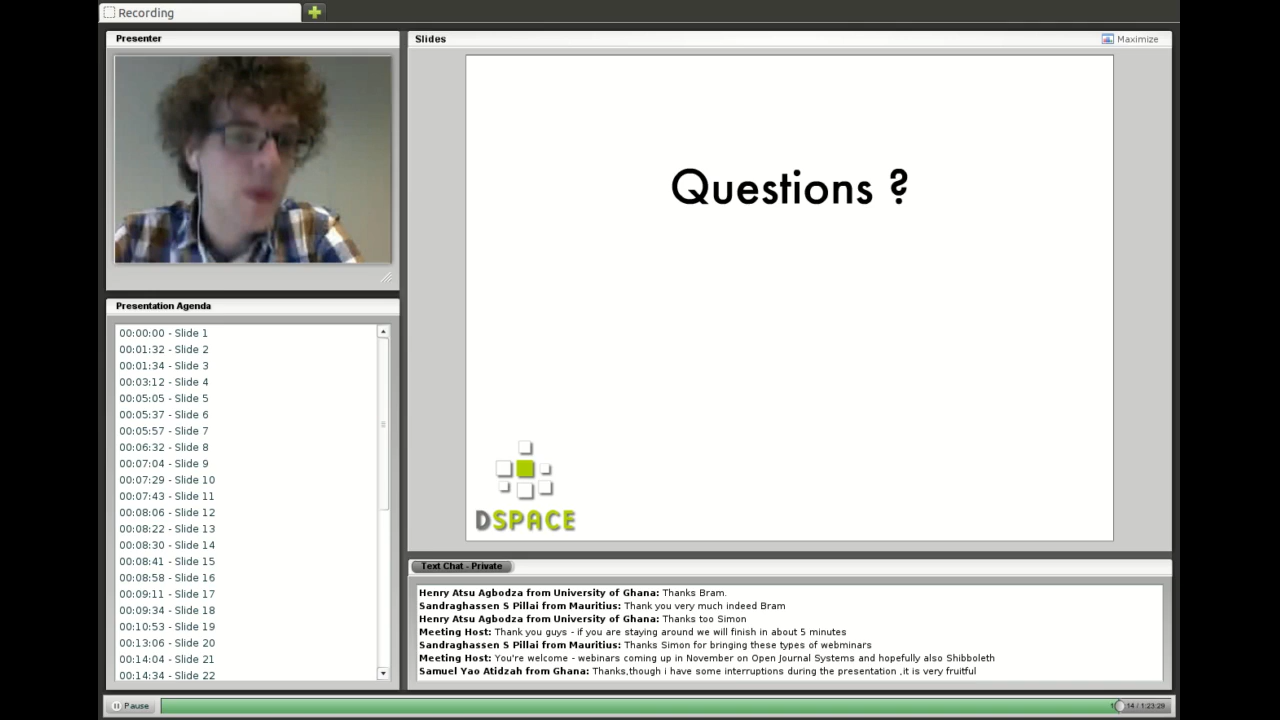 Recording
Presenter
Slides
Maximize
Questions ?
DSPACE
Presentation Agenda
00:00:00 - Slide 1
00:01:32 - Slide 2
00:01:34 - Slide 3
00:03:12 - Slide 4
00:05:05 - Slide 5
00:05:37 - Slide 6
00:05:57 - Slide 7
00:06:32 - Slide 8
00:07:04 - Slide 9
00:07:29 - Slide 10
00:07:43 - Slide 11
00:08:06 - Slide 12
00:08:22 - Slide 13
00:08:30 - Slide 14
00:08:41 - Slide 15
00:08:58 - Slide 16
00:09:11 - Slide 17
00:09:34 - Slide 18
00:10:53 - Slide 19
00:13:06 - Slide 20
00:14:04 - Slide 21
00:14:34 - Slide 22
Text Chat - Private
Henry Atsu Agbodza from University of Ghana: Thanks Bram.
Sandraghassen S Pillai from Mauritius: Thank you very much indeed Bram
Henry Atsu Agbodza from University of Ghana: Thanks too Simon
Meeting Host: Thank you guys - if you are staying around we will finish in about 5 minutes
Sandraghassen S Pillai from Mauritius: Thanks Simon for bringing these types of webminars
Meeting Host: You're welcome - webinars coming up in November on Open Journal Systems and hopefully also Shibboleth
Samuel Yao Atidzah from Ghana: Thanks,though i have some interruptions during the presentation ,it is very fruitful
Pause
14 / 1:23:29